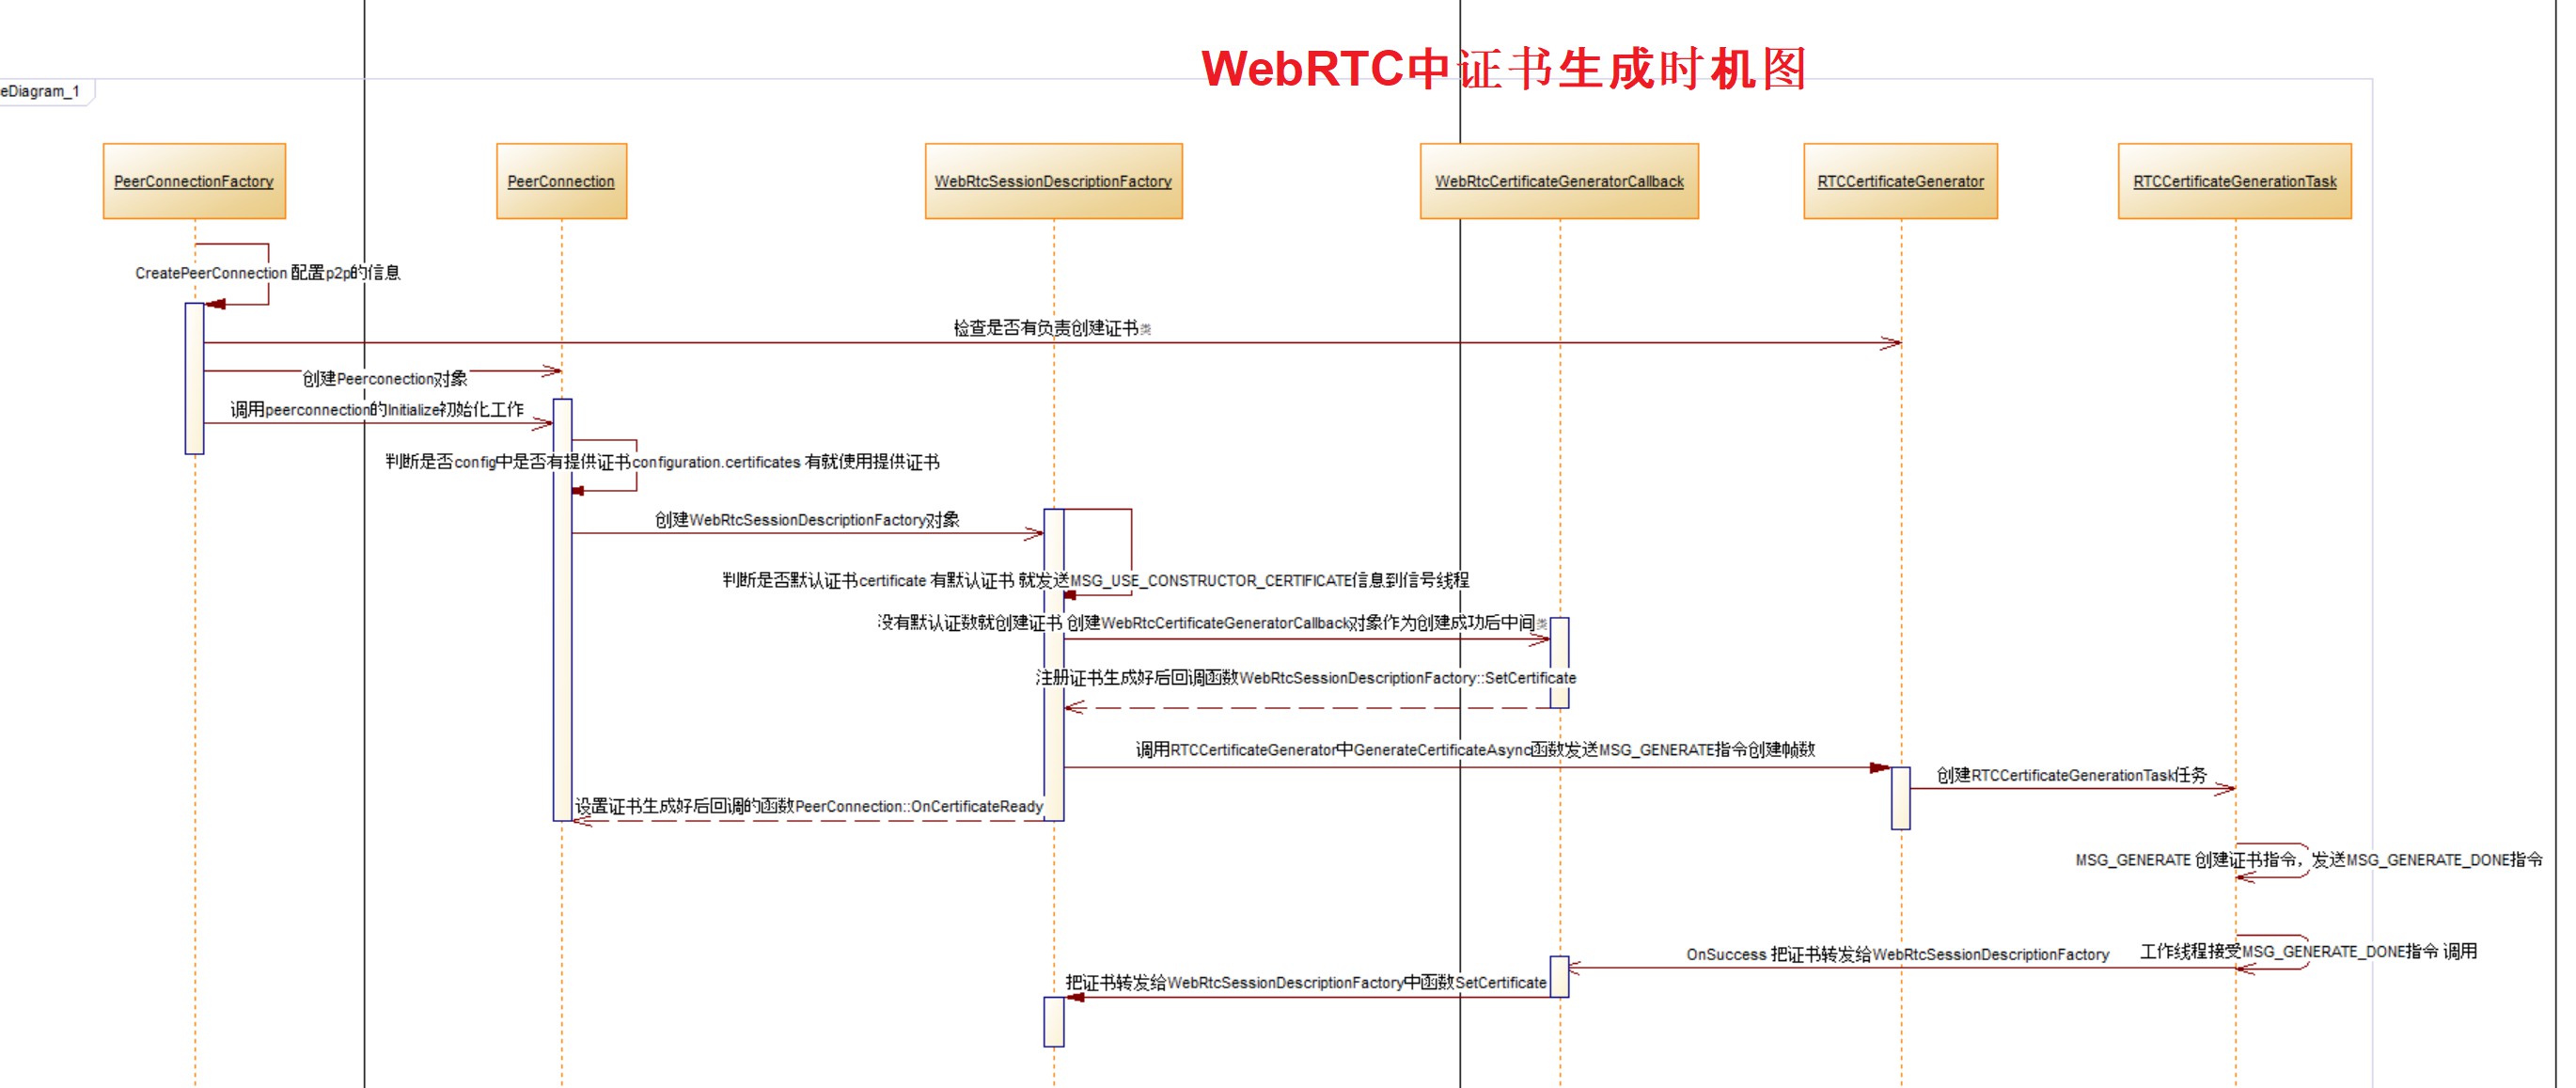 WebRTC中证书生成时机图
eDiagram_1
PeerConnectionFactory
PeerConnection
WebRtcSessionDescriptionFactory
WebRtcCertificateGeneratorCallback
RTCCertificateGenerator
RTCCertificateGenerationTask
CreatePeerConnection 配置p2p的信息
检查是否有负责创建证书类
创建Peerconection对象
调用peerconnection的Initialize初始化工作
判断是否config中是否有提供证书configuration.certificates 有就使用提供证书
创建WebRtcSessionDescriptionFactory对象
判断是否默认证书certificate 有默认证书 就发送MSG_USE_CONSTRUCTOR_CERTIFICATE信息到信号线程
没有默认证数就创建证书 创建WebRtcCertificateGeneratorCallback对象作为创建成功后中间类
注册证书生成好后回调函数WebRtcSessionDescriptionFactory::SetCertificate
调用RTCCertificateGenerator中GenerateCertificateAsync函数发送MSG_GENERATE指令创建帧数
创建RTCCertificateGenerationTask任务
设置证书生成好后回调的函数PeerConnection::OnCertificateReady
MSG_GENERATE 创建证书指令，发送MSG_GENERATE_DONE指令
OnSuccess 把证书转发给WebRtcSessionDescriptionFactory
工作线程接受MSG_GENERATE_DONE指令 调用
把证书转发给WebRtcSessionDescriptionFactory中函数SetCertificate